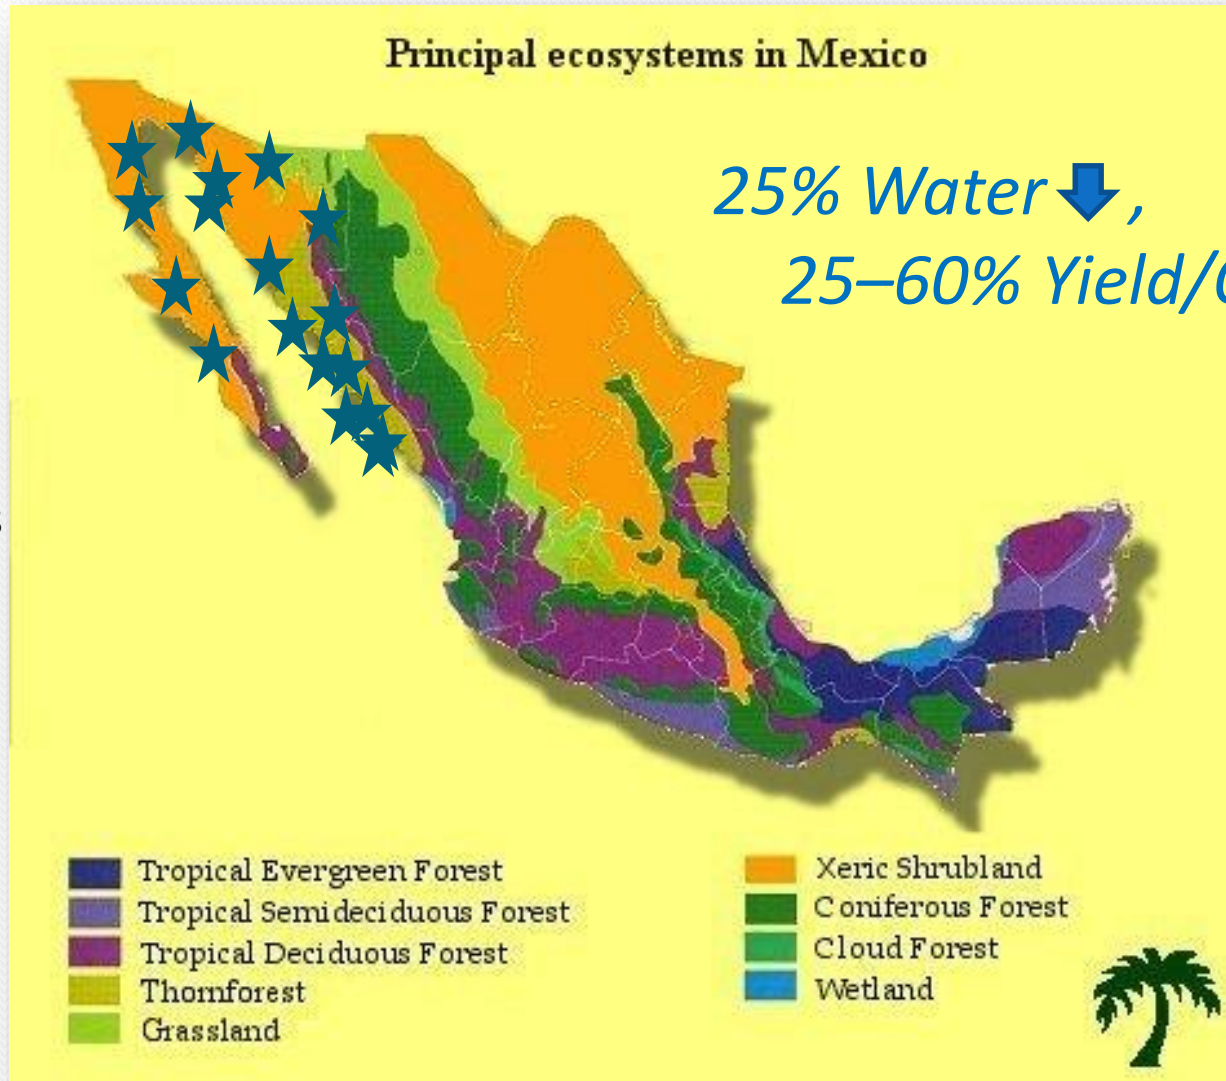 Principal ecosystems in Mexico
25% Water ,
25–60% Yield/
Tropical Evergreen Forest
Tropical Semideciduous Forest
Tropical Deciduous Forest
Thornforest
Grassland
Xeric Shrubland
Coniferous Forest
Cloud Forest
Wetland